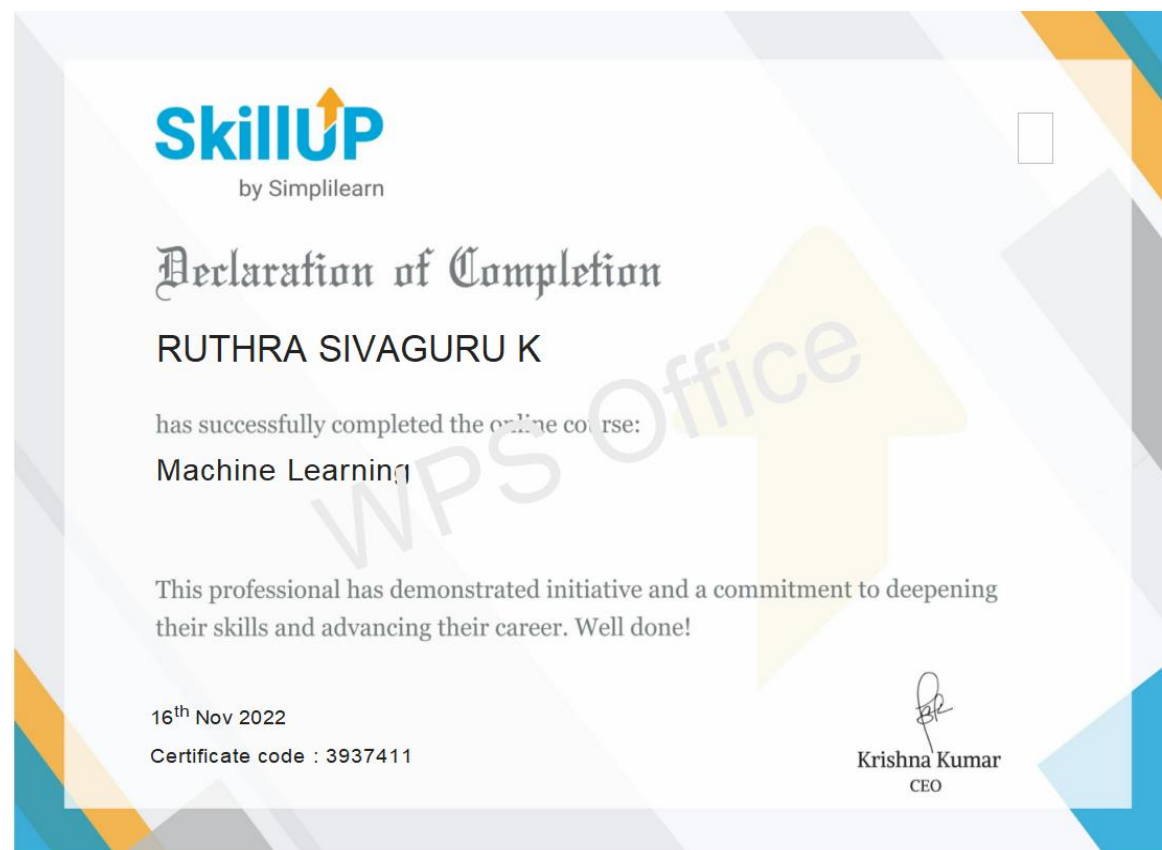 SkillUP
by Simplilearn
Declaration of Completion
RUTHRA SIVAGURU K
has successfully completed the online course:
Machine Learning
WPS Office
This professional has demonstrated initiative and a commitment to deepening
their skills and advancing their career. Well done!
16th Nov 2022
Certificate code : 3937411
Krishna Kumar
CEO